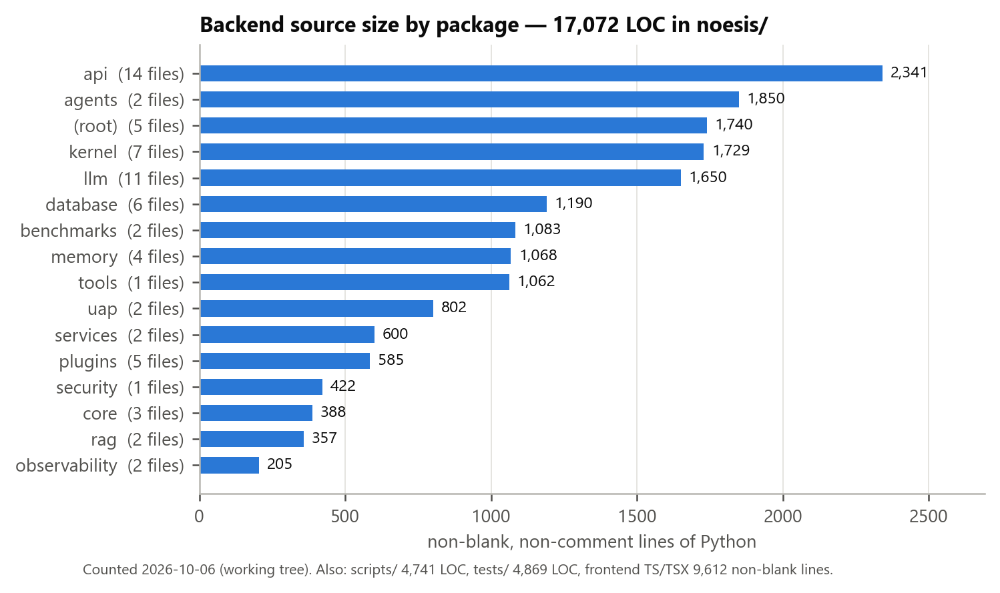 Backend source size by package — 17,072 LOC in noesis/
api (14 files) 2,341
agents (2 files) 1,850
(root) (5 files) 1,740
kernel (7 files) 1,729
llm (11 files) 1,650
database (6 files) 1,190
benchmarks (2 files) 1,083
memory (4 files) 1,068
tools (1 files) 1,062
uap (2 files) 802
services (2 files) 600
plugins (5 files) 585
security (1 files) 422
core (3 files) 388
rag (2 files) 357
observability (2 files) 205
0 500 1000 1500 2000 2500
non-blank, non-comment lines of Python
Counted 2026-10-06 (working tree). Also: scripts/ 4,741 LOC, tests/ 4,869 LOC, frontend TS/TSX 9,612 non-blank lines.